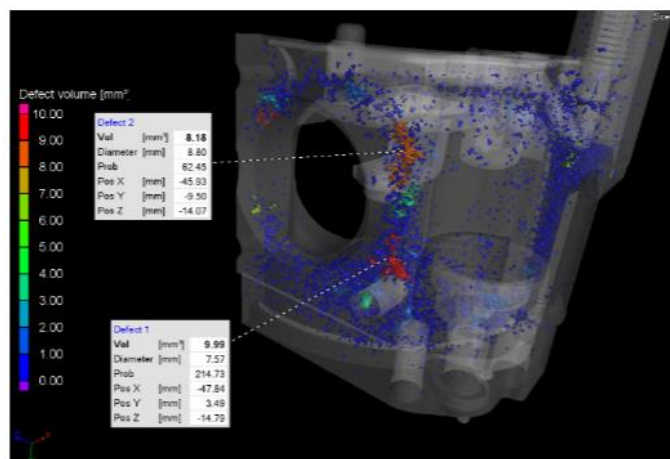 Defect volume [mm³]
10.00
9.00
8.00
7.00
6.00
5.00
4.00
3.00
2.00
1.00
0.00
Defect 2
Vol [mm³] 8.18
Diameter [mm] 8.80
Prob 62.45
Pos X [mm] -45.93
Pos Y [mm] -9.50
Pos Z [mm] -14.07
Defect 1
Vol [mm³] 9.99
Diameter [mm] 7.57
Prob 214.73
Pos X [mm] -47.84
Pos Y [mm] 3.49
Pos Z [mm] -14.79